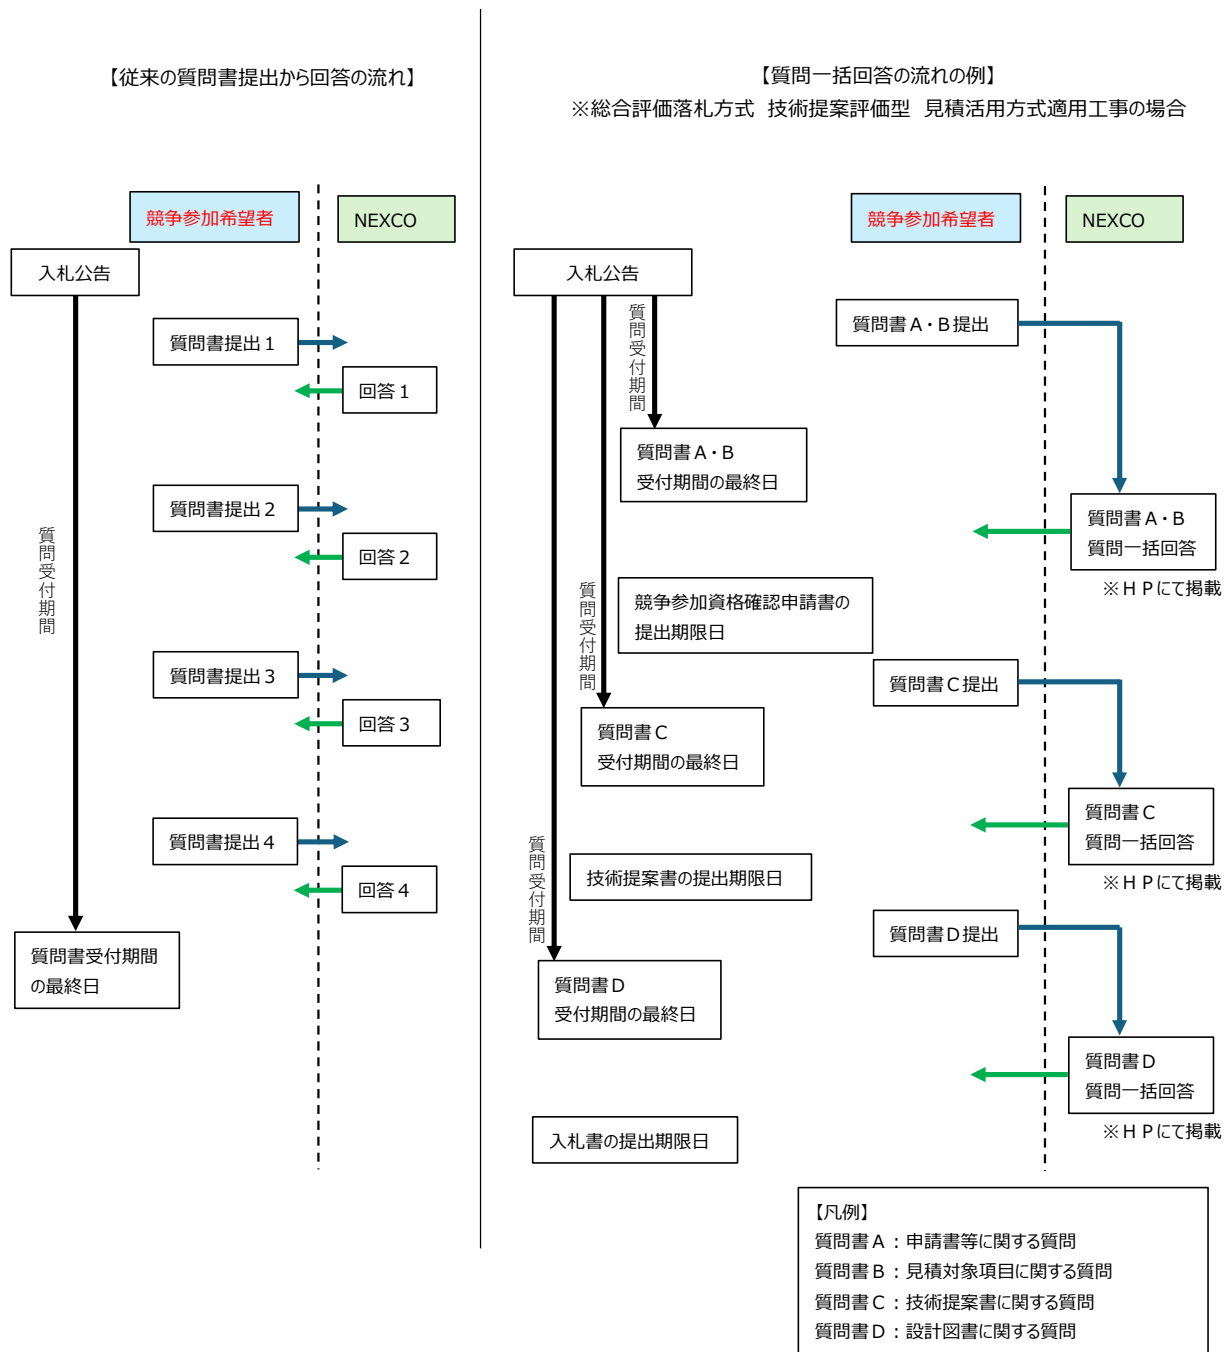 【従来の質問書提出から回答の流れ】
競争参加希望者
NEXCO
入札公告
質問書提出1
回答1
質問書提出2
回答2
質問受付期間
質問書提出3
回答3
質問書提出4
回答4
質問書受付期間
の最終日
【質問一括回答の流れの例】
※総合評価落札方式 技術提案評価型 見積活用方式適用工事の場合
競争参加希望者
NEXCO
入札公告
質問受付期間
質問書A・B提出
質問書A・B
受付期間の最終日
質問書A・B
質問一括回答
※HPにて掲載
質問受付期間
競争参加資格確認申請書の
提出期限日
質問書C提出
質問書C
受付期間の最終日
質問書C
質問一括回答
※HPにて掲載
質問受付期間
技術提案書の提出期限日
質問書D提出
質問書D
受付期間の最終日
質問書D
質問一括回答
※HPにて掲載
入札書の提出期限日
【凡例】
質問書A:申請書等に関する質問
質問書B:見積対象項目に関する質問
質問書C:技術提案書に関する質問
質問書D:設計図書に関する質問